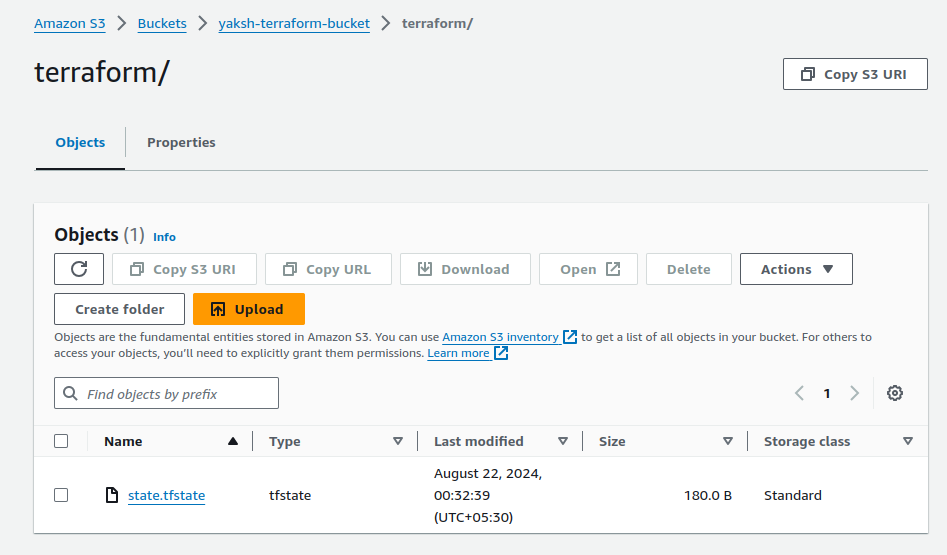 Amazon S3 > Buckets > yaksh-terraform-bucket > terraform/
terraform/
Copy S3 URI
Objects Properties
Objects (1) Info
Copy S3 URI Copy URL Download Open Delete Actions
Create folder Upload
Objects are the fundamental entities stored in Amazon S3. You can use Amazon S3 inventory to get a list of all objects in your bucket. For others to
access your objects, you’ll need to explicitly grant them permissions. Learn more
Find objects by prefix
1
Name Type Last modified Size Storage class
August 22, 2024,
state.tfstate tfstate 00:32:39 180.0 B Standard
(UTC+05:30)